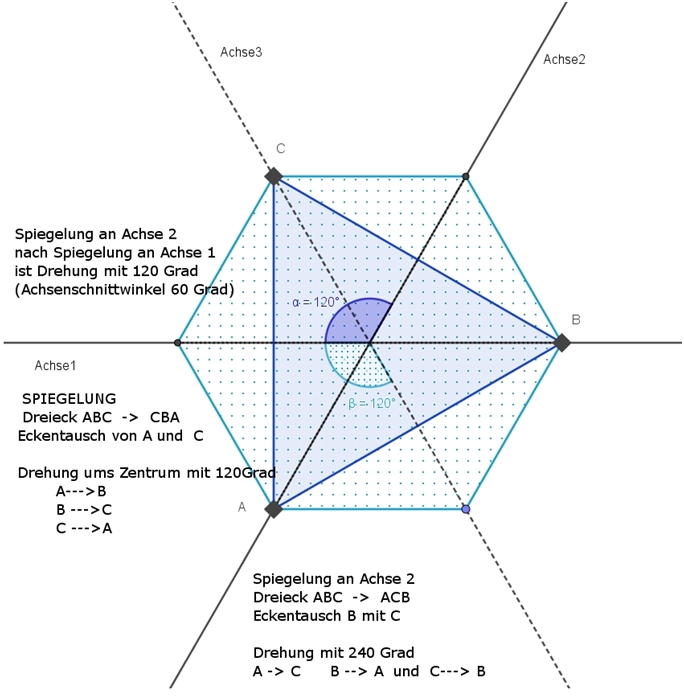 Achse3
Achse2
C
Spiegelung an Achse 2
nach Spiegelung an Achse 1
ist Drehung mit 120 Grad
(Achsenschnittwinkel 60 Grad)
α = 120°
B
Achse1
β = 120°
SPIEGELUNG
Dreieck ABC -> CBA
Eckentausch von A und C
Drehung ums Zentrum mit 120Grad
A--->B
B --->C
C --->A
A
Spiegelung an Achse 2
Dreieck ABC -> ACB
Eckentausch B mit C
Drehung mit 240 Grad
A -> C B --> A und C---> B